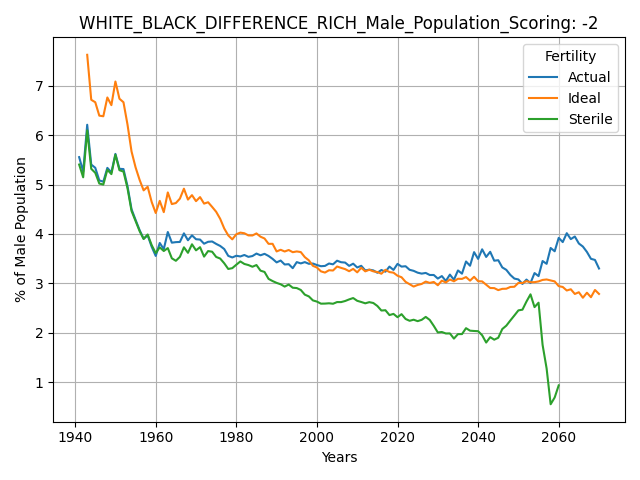 WHITE_BLACK_DIFFERENCE_RICH_Male_Population_Scoring: -2
Fertility
Actual
Ideal
Sterile
% of Male Population
7
6
5
4
3
2
1
1940 1960 1980 2000 2020 2040 2060
Years